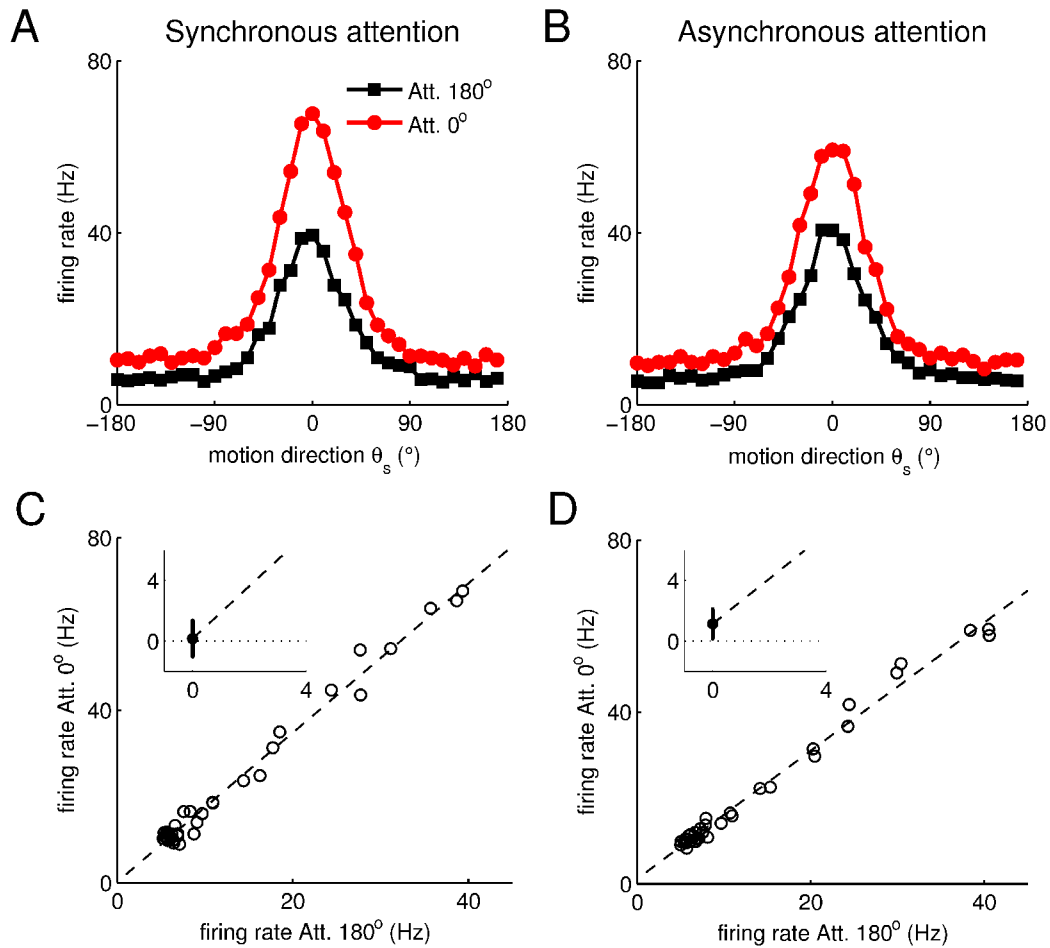 A
Synchronous attention
B
Asynchronous attention
80
40
0
firing rate (Hz)
Att. 180°
Att. 0°
−180
−90
0
90
180
motion direction θs (°)
80
40
0
firing rate (Hz)
−180
−90
0
90
180
motion direction θs (°)
C
80
40
0
firing rate Att. 0° (Hz)
4
0
0
4
0
20
40
firing rate Att. 180° (Hz)
D
80
40
0
firing rate Att. 0° (Hz)
4
0
0
4
0
20
40
firing rate Att. 180° (Hz)